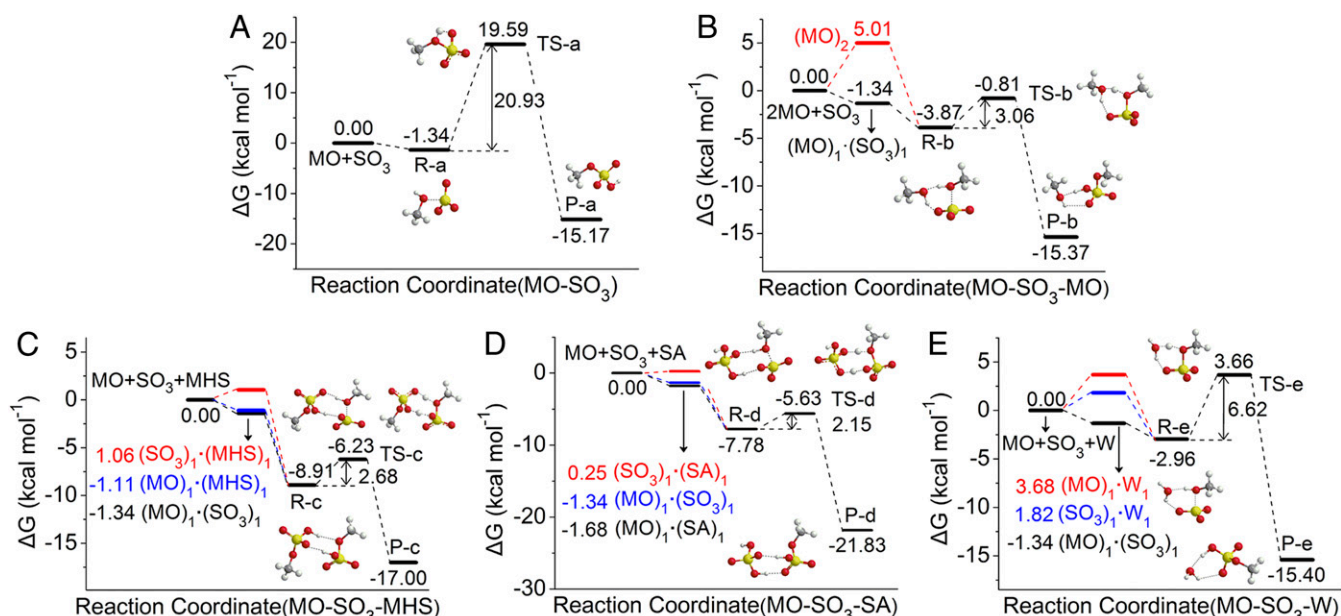 A
ΔG (kcal mol⁻¹)
20
10
0
-10
-20
19.59
TS-a
20.93
0.00
-1.34
MO+SO₃
R-a
P-a
-15.17
Reaction Coordinate(MO-SO₃)
B
ΔG (kcal mol⁻¹)
5
0
-5
-10
-15
(MO)₂
5.01
0.00
-1.34
-0.81
TS-b
2MO+SO₃
-3.87
3.06
(MO)₁·(SO₃)₁
R-b
P-b
-15.37
Reaction Coordinate(MO-SO₃-MO)
C
ΔG (kcal mol⁻¹)
5
0
-5
-10
-15
MO+SO₃+MHS
0.00
1.06 (SO₃)₁·(MHS)₁
-1.11 (MO)₁·(MHS)₁
-1.34 (MO)₁·(SO₃)₁
-8.91
-6.23
TS-c
2.68
R-c
P-c
-17.00
Reaction Coordinate(MO-SO₃-MHS)
D
ΔG (kcal mol⁻¹)
0
-10
-20
-30
MO+SO₃+SA
0.00
R-d
-7.78
-5.63
TS-d
2.15
0.25 (SO₃)₁·(SA)₁
-1.34 (MO)₁·(SO₃)₁
-1.68 (MO)₁·(SA)₁
P-d
-21.83
Reaction Coordinate(MO-SO₃-SA)
E
ΔG (kcal mol⁻¹)
5
0
-5
-10
-15
3.66
TS-e
0.00
R-e
6.62
MO+SO₃+W
-2.96
3.68 (MO)₁·W₁
1.82 (SO₃)₁·W₁
-1.34 (MO)₁·(SO₃)₁
P-e
-15.40
Reaction Coordinate(MO-SO₃-W)